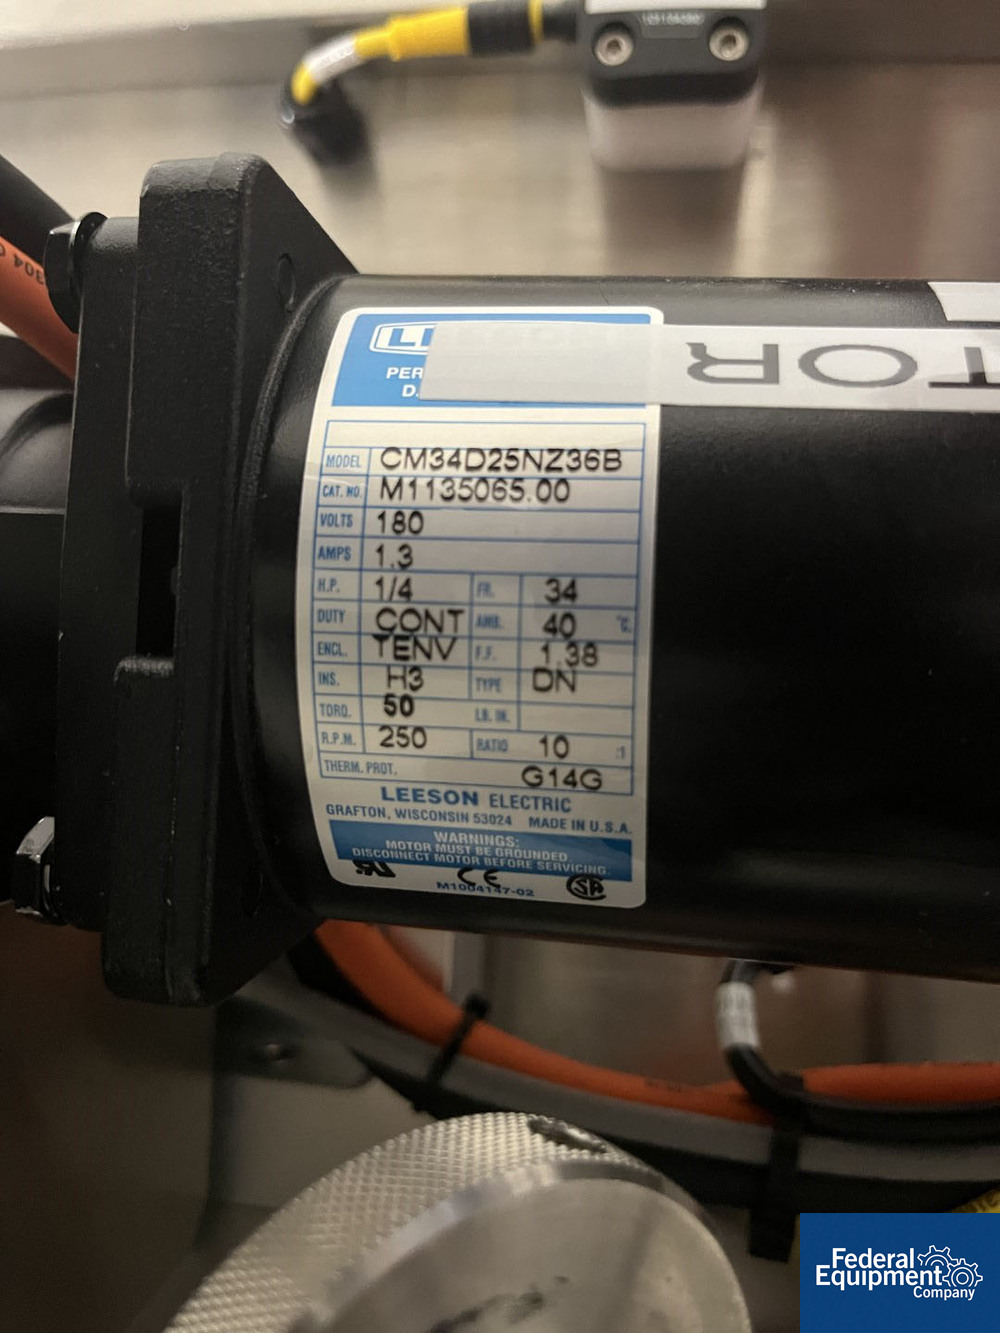 PER
D.
TOR
MODEL CM34D25NZ36B
CAT. NO. M1135065.00
VOLTS 180
AMPS 1.3
H.P. 1/4 FR. 34
DUTY CONT AMB. 40 °C.
ENCL. TENV F.F. 1.38
INS. H3 TYPE DN
TORQ. 50 LB. IN.
R.P.M. 250 RATIO 10 :1
THERM. PROT. G14G
LEESON ELECTRIC
GRAFTON, WISCONSIN 53024 MADE IN U.S.A.
WARNINGS:
MOTOR MUST BE GROUNDED
DISCONNECT MOTOR BEFORE SERVICING.
CE
M1004147-02
Federal
Equipment
Company